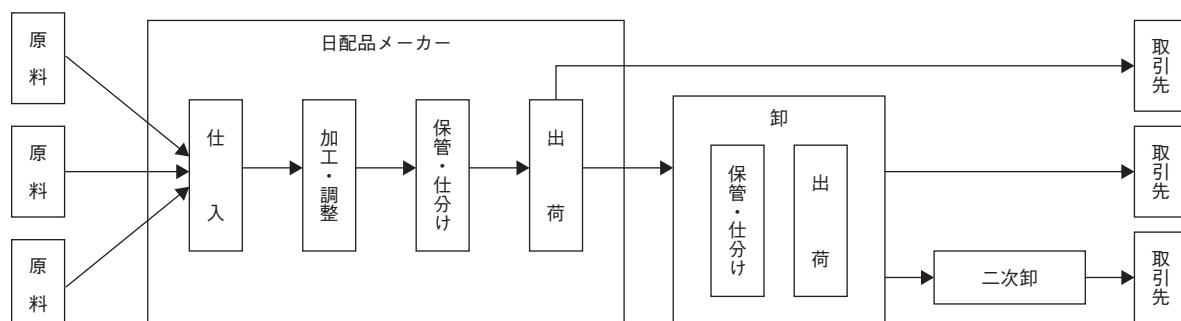 原料
原料
原料
日配品メーカー
仕入
加工・調整
保管・仕分け
出荷
卸
保管・仕分け
出荷
二次卸
取引先
取引先
取引先